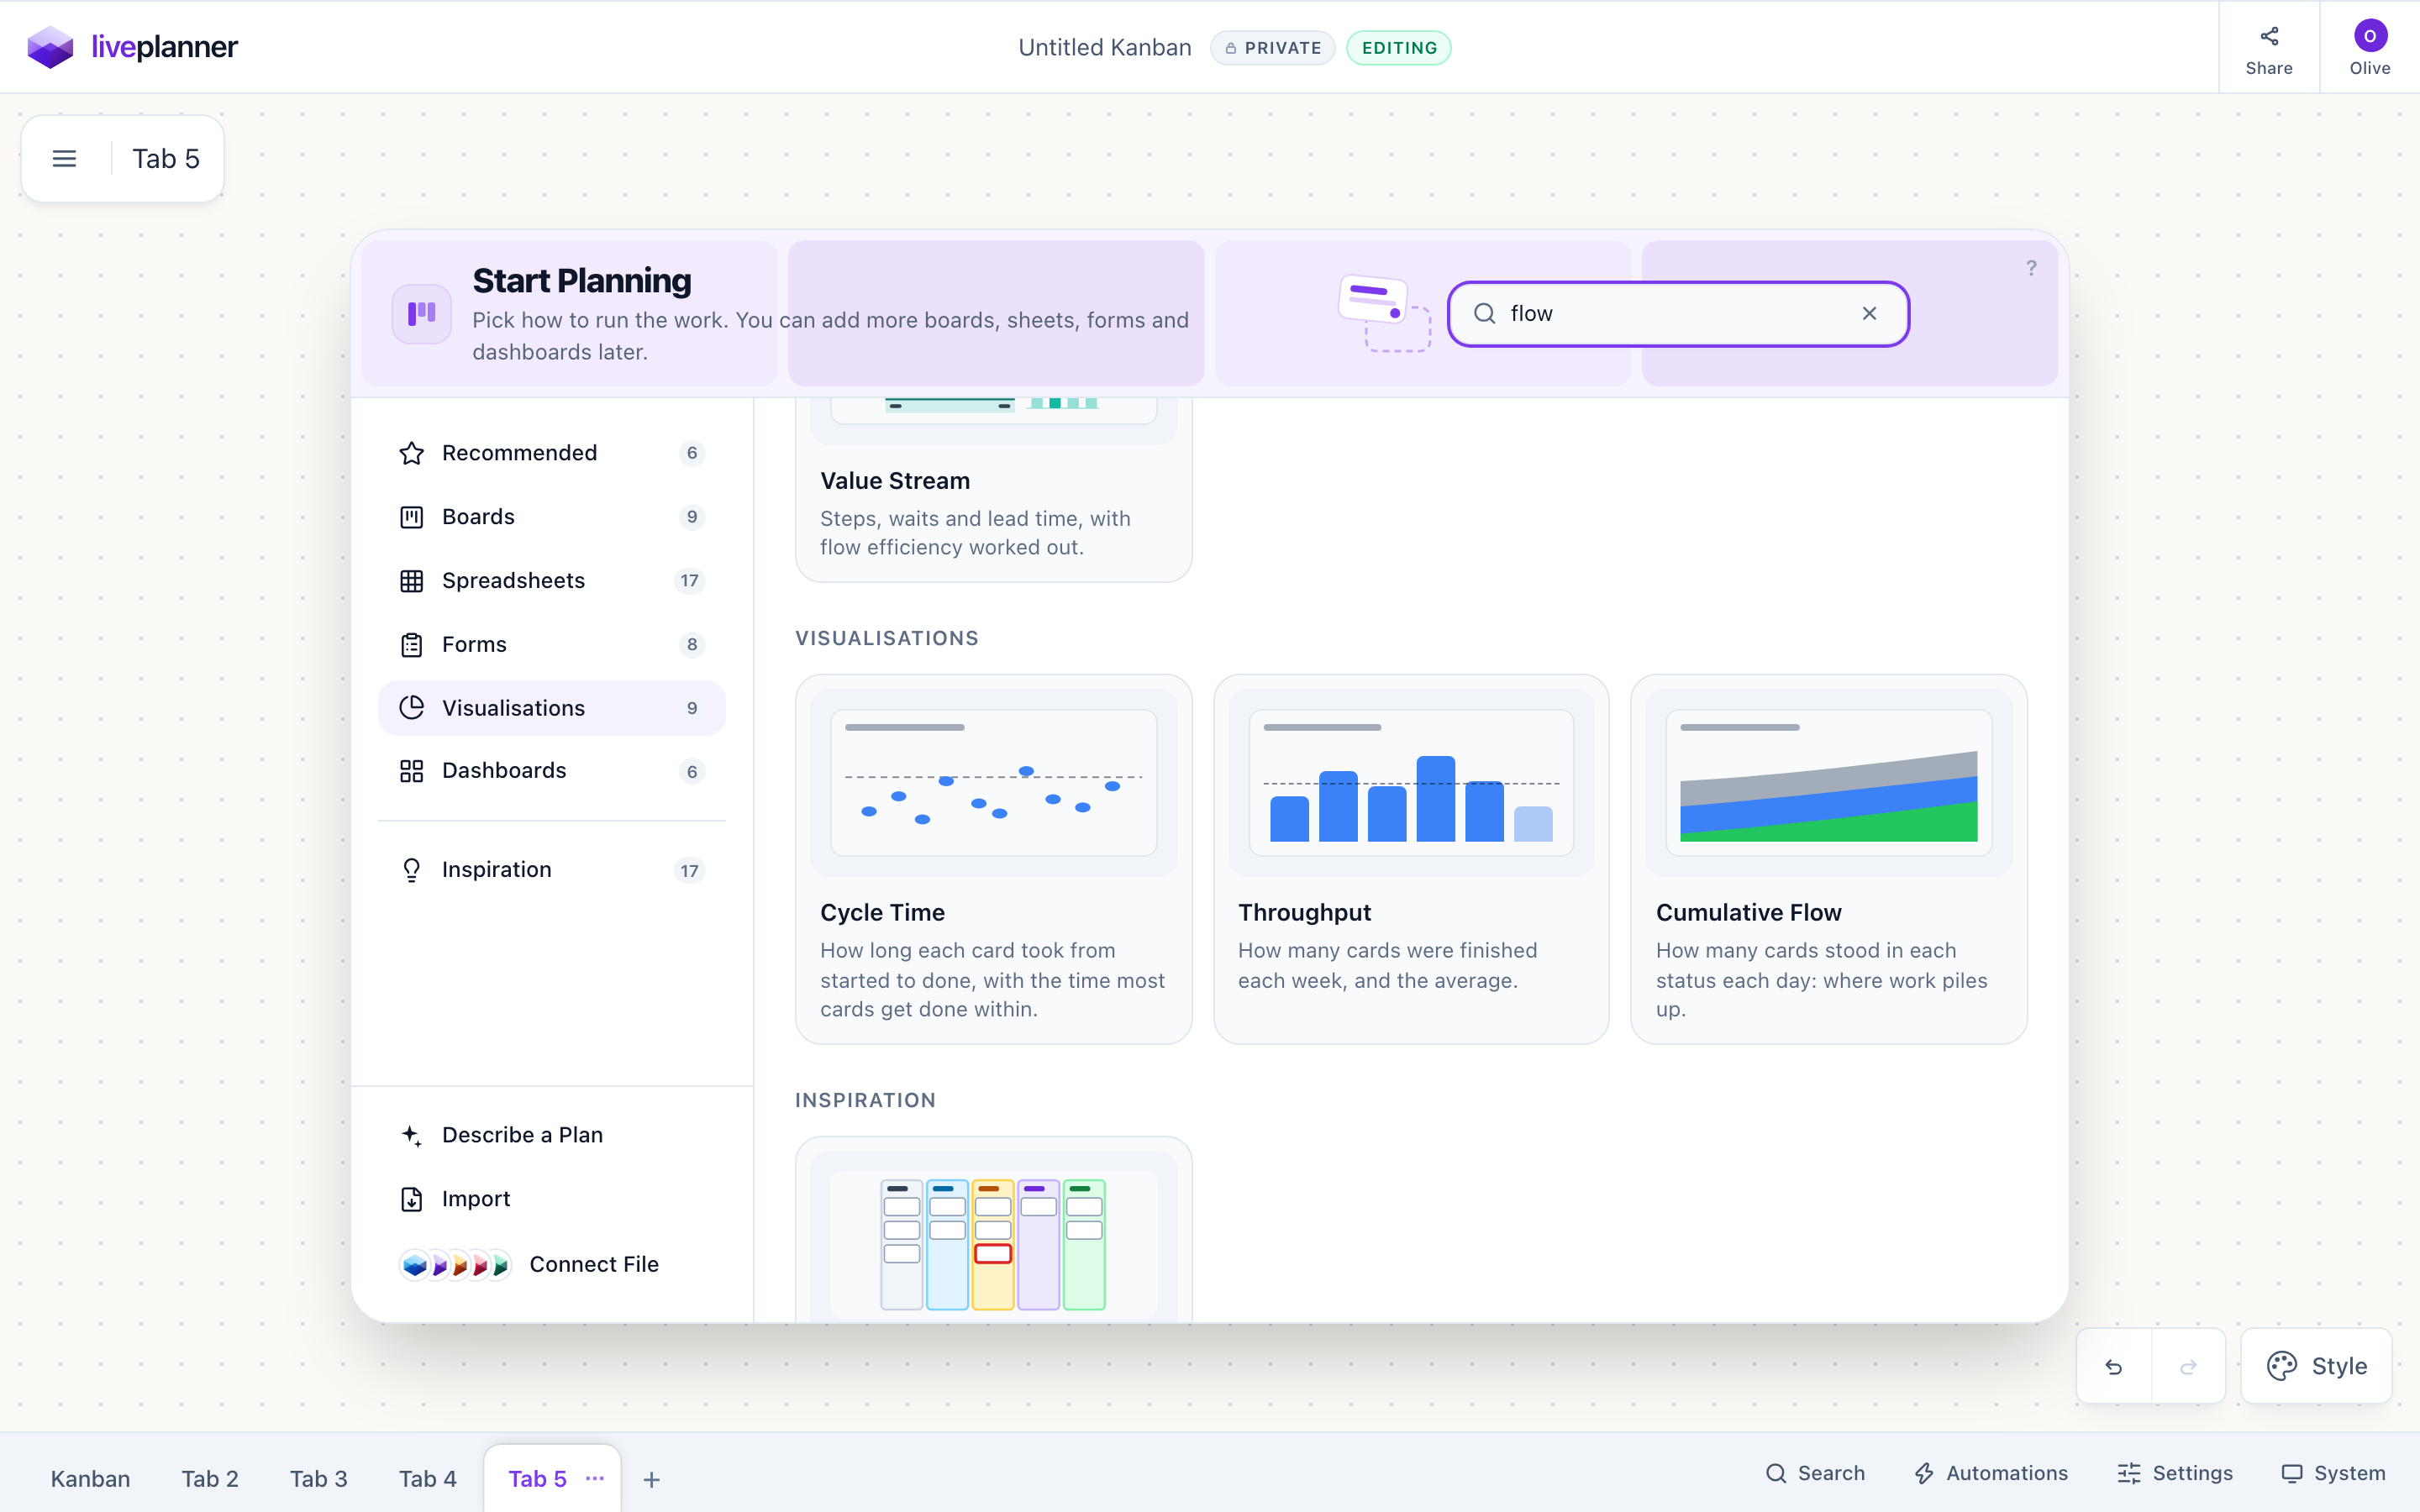 liveplanner
Untitled Kanban
PRIVATE
EDITING
Share
O
Olive
Tab 5
Start Planning
Pick how to run the work. You can add more boards, sheets, forms and
dashboards later.
flow
?
Recommended 6
Boards 9
Spreadsheets 17
Forms 8
Visualisations 9
Dashboards 6
Inspiration 17
Describe a Plan
Import
Connect File
Value Stream
Steps, waits and lead time, with
flow efficiency worked out.
VISUALISATIONS
Cycle Time
How long each card took from
started to done, with the time most
cards get done within.
Throughput
How many cards were finished
each week, and the average.
Cumulative Flow
How many cards stood in each
status each day: where work piles
up.
INSPIRATION
Style
Kanban
Tab 2
Tab 3
Tab 4
Tab 5
Search
Automations
Settings
System